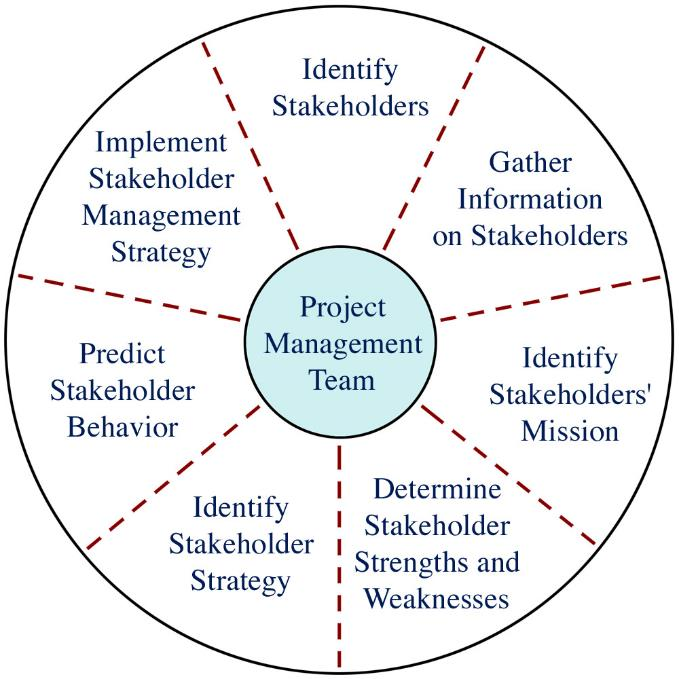 Identify
Stakeholders
Gather
Information
on Stakeholders
Identify
Stakeholders'
Mission
Determine
Stakeholder
Strengths and
Weaknesses
Identify
Stakeholder
Strategy
Predict
Stakeholder
Behavior
Implement
Stakeholder
Management
Strategy
Project
Management
Team